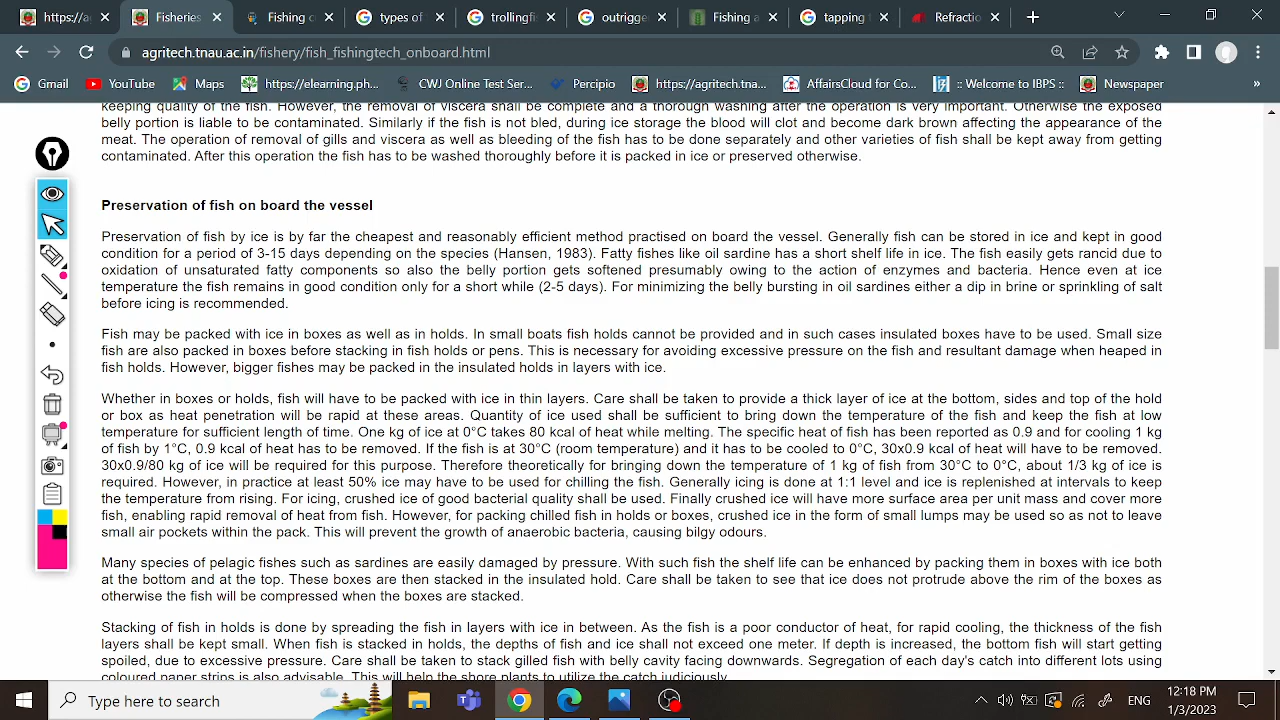 https://a
Fisheries
Fishing o
types of
trollingfi
outrigge
Fishing a
tapping t
Refractio
agritech.tnau.ac.in/fishery/fish_fishingtech_onboard.html
Gmail
YouTube
Maps
https://elearning.ph...
CWJ Online Test Ser...
Percipio
https://agritech.tna...
AffairsCloud for Co...
:: Welcome to IBPS ::
Newspaper
»
keeping quality of the fish. However, the removal of viscera shall be complete and a thorough washing after the operation is very important. Otherwise the exposed
belly portion is liable to be contaminated. Similarly if the fish is not bled, during ice storage the blood will clot and become dark brown affecting the appearance of the
meat. The operation of removal of gills and viscera as well as bleeding of the fish has to be done separately and other varieties of fish shall be kept away from getting
contaminated. After this operation the fish has to be washed thoroughly before it is packed in ice or preserved otherwise.
Preservation of fish on board the vessel
Preservation of fish by ice is by far the cheapest and reasonably efficient method practised on board the vessel. Generally fish can be stored in ice and kept in good
condition for a period of 3-15 days depending on the species (Hansen, 1983). Fatty fishes like oil sardine has a short shelf life in ice. The fish easily gets rancid due to
oxidation of unsaturated fatty components so also the belly portion gets softened presumably owing to the action of enzymes and bacteria. Hence even at ice
temperature the fish remains in good condition only for a short while (2-5 days). For minimizing the belly bursting in oil sardines either a dip in brine or sprinkling of salt
before icing is recommended.
Fish may be packed with ice in boxes as well as in holds. In small boats fish holds cannot be provided and in such cases insulated boxes have to be used. Small size
fish are also packed in boxes before stacking in fish holds or pens. This is necessary for avoiding excessive pressure on the fish and resultant damage when heaped in
fish holds. However, bigger fishes may be packed in the insulated holds in layers with ice.
Whether in boxes or holds, fish will have to be packed with ice in thin layers. Care shall be taken to provide a thick layer of ice at the bottom, sides and top of the hold
or box as heat penetration will be rapid at these areas. Quantity of ice used shall be sufficient to bring down the temperature of the fish and keep the fish at low
temperature for sufficient length of time. One kg of ice at 0°C takes 80 kcal of heat while melting. The specific heat of fish has been reported as 0.9 and for cooling 1 kg
of fish by 1°C, 0.9 kcal of heat has to be removed. If the fish is at 30°C (room temperature) and it has to be cooled to 0°C, 30x0.9 kcal of heat will have to be removed.
30x0.9/80 kg of ice will be required for this purpose. Therefore theoretically for bringing down the temperature of 1 kg of fish from 30°C to 0°C, about 1/3 kg of ice is
required. However, in practice at least 50% ice may have to be used for chilling the fish. Generally icing is done at 1:1 level and ice is replenished at intervals to keep
the temperature from rising. For icing, crushed ice of good bacterial quality shall be used. Finally crushed ice will have more surface area per unit mass and cover more
fish, enabling rapid removal of heat from fish. However, for packing chilled fish in holds or boxes, crushed ice in the form of small lumps may be used so as not to leave
small air pockets within the pack. This will prevent the growth of anaerobic bacteria, causing bilgy odours.
Many species of pelagic fishes such as sardines are easily damaged by pressure. With such fish the shelf life can be enhanced by packing them in boxes with ice both
at the bottom and at the top. These boxes are then stacked in the insulated hold. Care shall be taken to see that ice does not protrude above the rim of the boxes as
otherwise the fish will be compressed when the boxes are stacked.
Stacking of fish in holds is done by spreading the fish in layers with ice in between. As the fish is a poor conductor of heat, for rapid cooling, the thickness of the fish
layers shall be kept small. When fish is stacked in holds, the depths of fish and ice shall not exceed one meter. If depth is increased, the bottom fish will start getting
spoiled, due to excessive pressure. Care shall be taken to stack gilled fish with belly cavity facing downwards. Segregation of each day's catch into different lots using
coloured paper strips is also advisable. This will help the shore plants to utilize the catch judiciously.
Type here to search
ENG
12:18 PM
1/3/2023